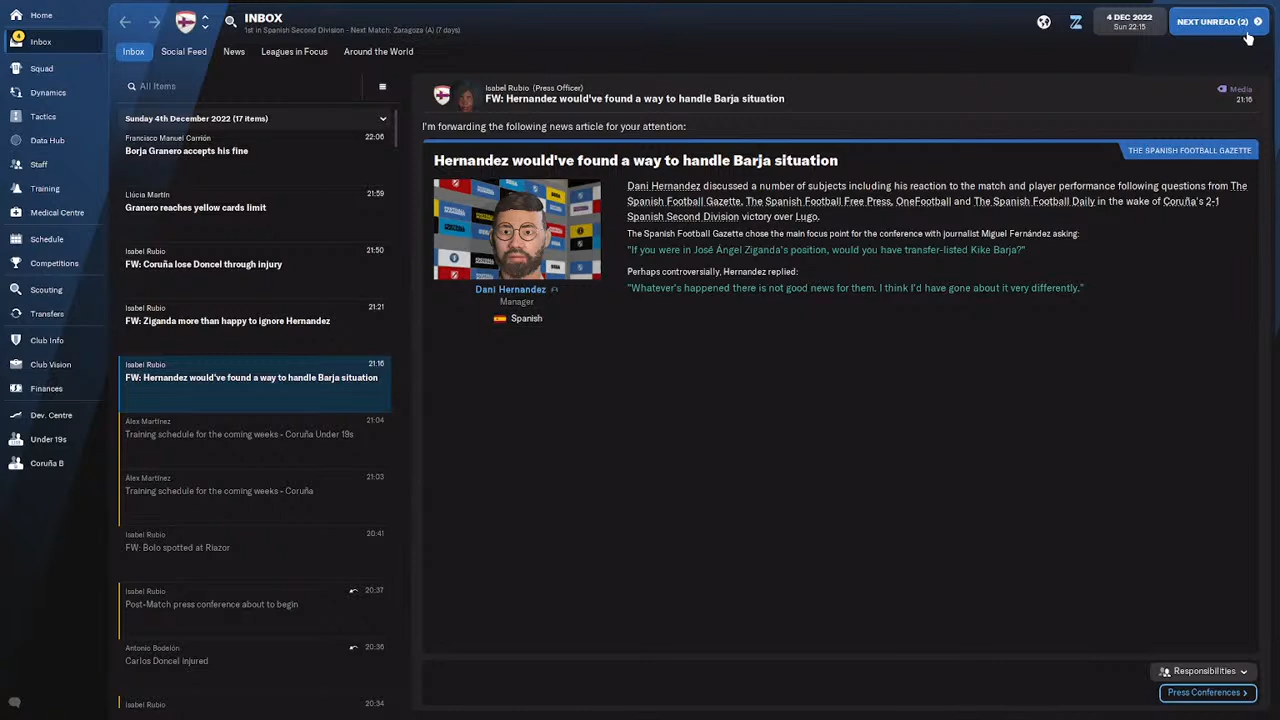 Home
4
Inbox
Squad
Dynamics
Tactics
Data Hub
Staff
Training
Medical Centre
Schedule
Competitions
Scouting
Transfers
Club Info
Club Vision
Finances
Dev. Centre
Under 19s
Coruña B
INBOX
1st in Spanish Second Division - Next Match: Zaragoza (A) (7 days)
4 DEC 2022
Sun 22:15
NEXT UNREAD (2)
Inbox
Social Feed
News
Leagues in Focus
Around the World
All Items
Sunday 4th December 2022 (17 items)
Francisco Manuel Carrión 22:06
Borja Granero accepts his fine
Llúcia Martín 21:59
Granero reaches yellow cards limit
Isabel Rubio 21:50
FW: Coruña lose Doncel through injury
Isabel Rubio 21:21
FW: Ziganda more than happy to ignore Hernandez
Isabel Rubio 21:16
FW: Hernandez would've found a way to handle Barja situation
Álex Martínez 21:04
Training schedule for the coming weeks - Coruña Under 19s
Álex Martínez 21:03
Training schedule for the coming weeks - Coruña
Isabel Rubio 20:41
FW: Bolo spotted at Riazor
Isabel Rubio 20:37
Post-Match press conference about to begin
Antonio Bodelón 20:36
Carlos Doncel injured
Isabel Rubio 20:34
Isabel Rubio (Press Officer)
FW: Hernandez would've found a way to handle Barja situation
Media
21:16
I'm forwarding the following news article for your attention:
THE SPANISH FOOTBALL GAZETTE
Hernandez would've found a way to handle Barja situation
Dani Hernandez
Manager
Spanish
Dani Hernandez discussed a number of subjects including his reaction to the match and player performance following questions from The
Spanish Football Gazette, The Spanish Football Free Press, OneFootball and The Spanish Football Daily in the wake of Coruña's 2-1
Spanish Second Division victory over Lugo.
The Spanish Football Gazette chose the main focus point for the conference with journalist Miguel Fernández asking:
"If you were in José Ángel Ziganda's position, would you have transfer-listed Kike Barja?"
Perhaps controversially, Hernandez replied:
"Whatever's happened there is not good news for them. I think I'd have gone about it very differently."
Responsibilities
Press Conferences